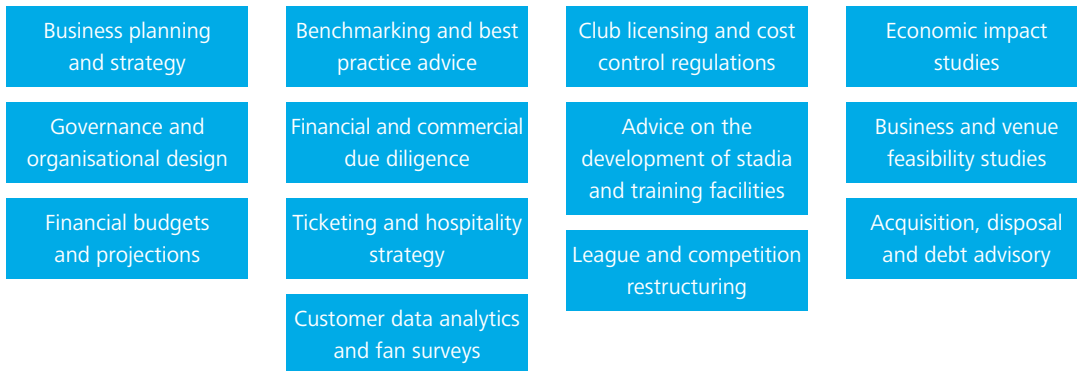 Business planning
and strategy
Governance and
organisational design
Financial budgets
and projections
Benchmarking and best
practice advice
Financial and commercial
due diligence
Ticketing and hospitality
strategy
Customer data analytics
and fan surveys
Club licensing and cost
control regulations
Advice on the
development of stadia
and training facilities
League and competition
restructuring
Economic impact
studies
Business and venue
feasibility studies
Acquisition, disposal
and debt advisory